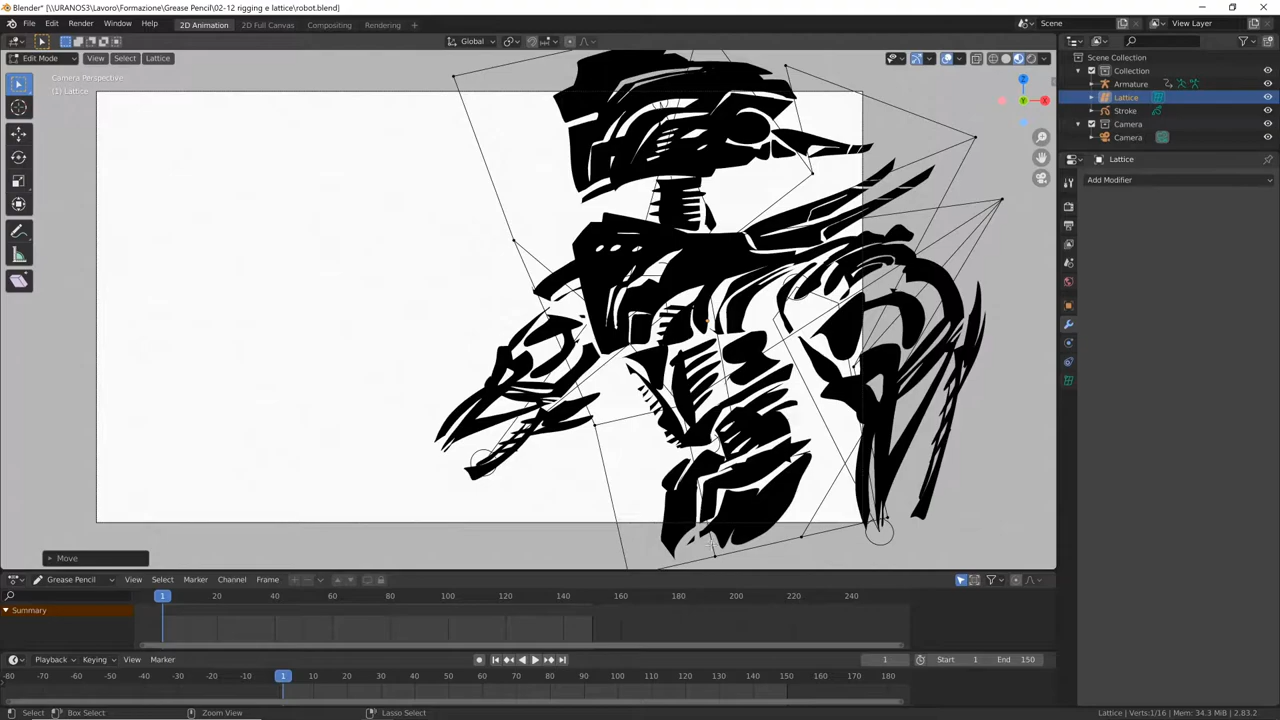 Blender* [\\URANOS3\Lavoro\Formazione\Grease Pencil\02-12 rigging e lattice\robot.blend]
File Edit Render Window Help 2D Animation 2D Full Canvas Compositing Rendering Scene View Layer
Global
Edit Mode View Select Lattice
Camera Perspective
(1) Lattice
Z
Y
X
Scene Collection
Collection
Armature
Lattice
Stroke
Camera
Camera
Lattice
Add Modifier
Move
Grease Pencil View Select Marker Channel Frame
1 20 40 60 80 100 120 140 160 180 200 220 240
Summary
Playback Keying View Marker 1 Start 1 End 150
-80 -70 -60 -50 -40 -30 -20 -10 1 10 20 30 40 50 60 70 80 90 100 110 120 130 140 150 160 170 180
Select Box Select Zoom View Lasso Select Lattice | Verts:1/16 | Mem: 34.3 MiB | 2.83.2